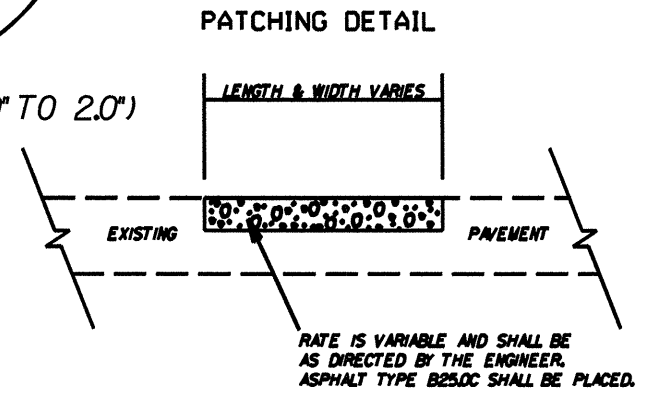 PATCHING DETAIL
LENGTH & WIDTH VARIES
" TO 2.0")
EXISTING
PAVEMENT
RATE IS VARIABLE AND SHALL BE
AS DIRECTED BY THE ENGINEER.
ASPHALT TYPE B25.0C SHALL BE PLACED.